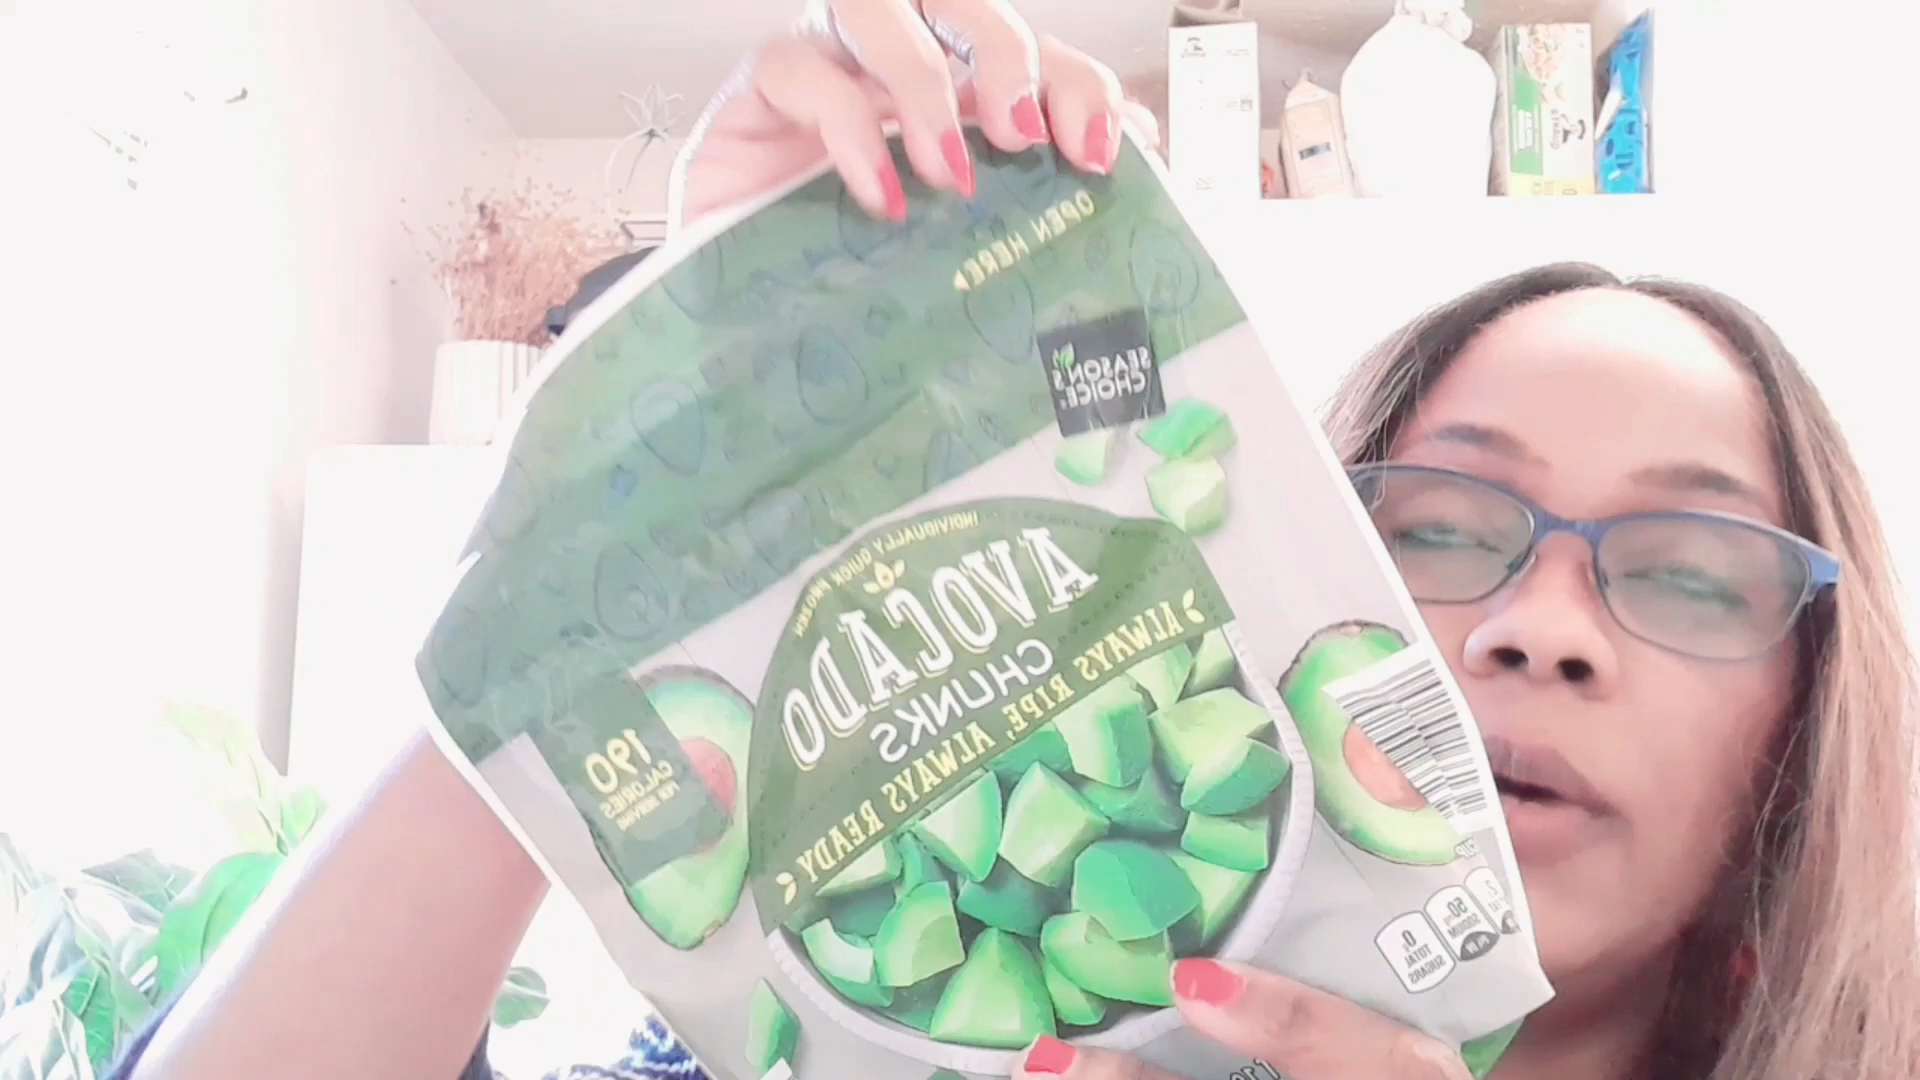 OPEN HERE
SEASON'S
CHOICE
INDIVIDUALLY QUICK FROZEN
AVOCADO
CHUNKS
ALWAYS RIPE, ALWAYS READY
190
CALORIES
PER SERVING
0g
TOTAL
SUGARS
50mg
SODIUM